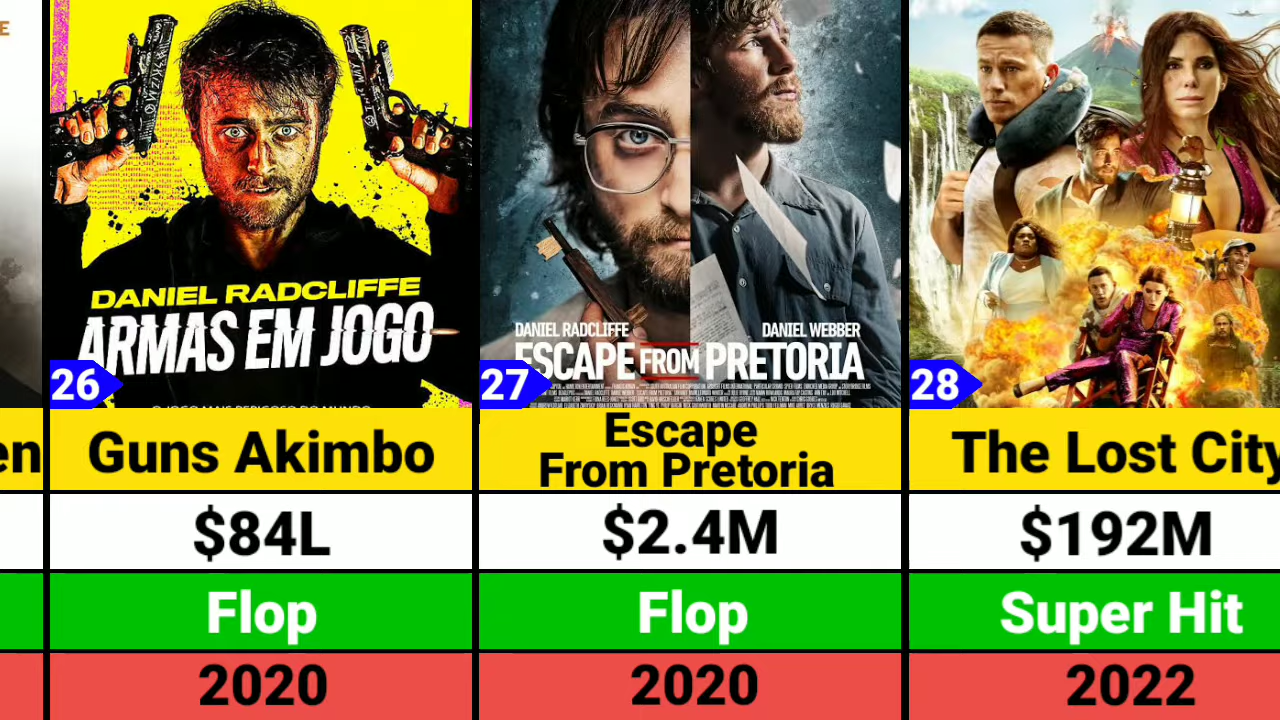 E
DANIEL RADCLIFFE
ARMAS EM JOGO
26
Guns Akimbo
$84L
Flop
2020
DANIEL RADCLIFFE
DANIEL WEBBER
ESCAPE FROM PRETORIA
27
Escape
From Pretoria
$2.4M
Flop
2020
28
The Lost City
$192M
Super Hit
2022
en